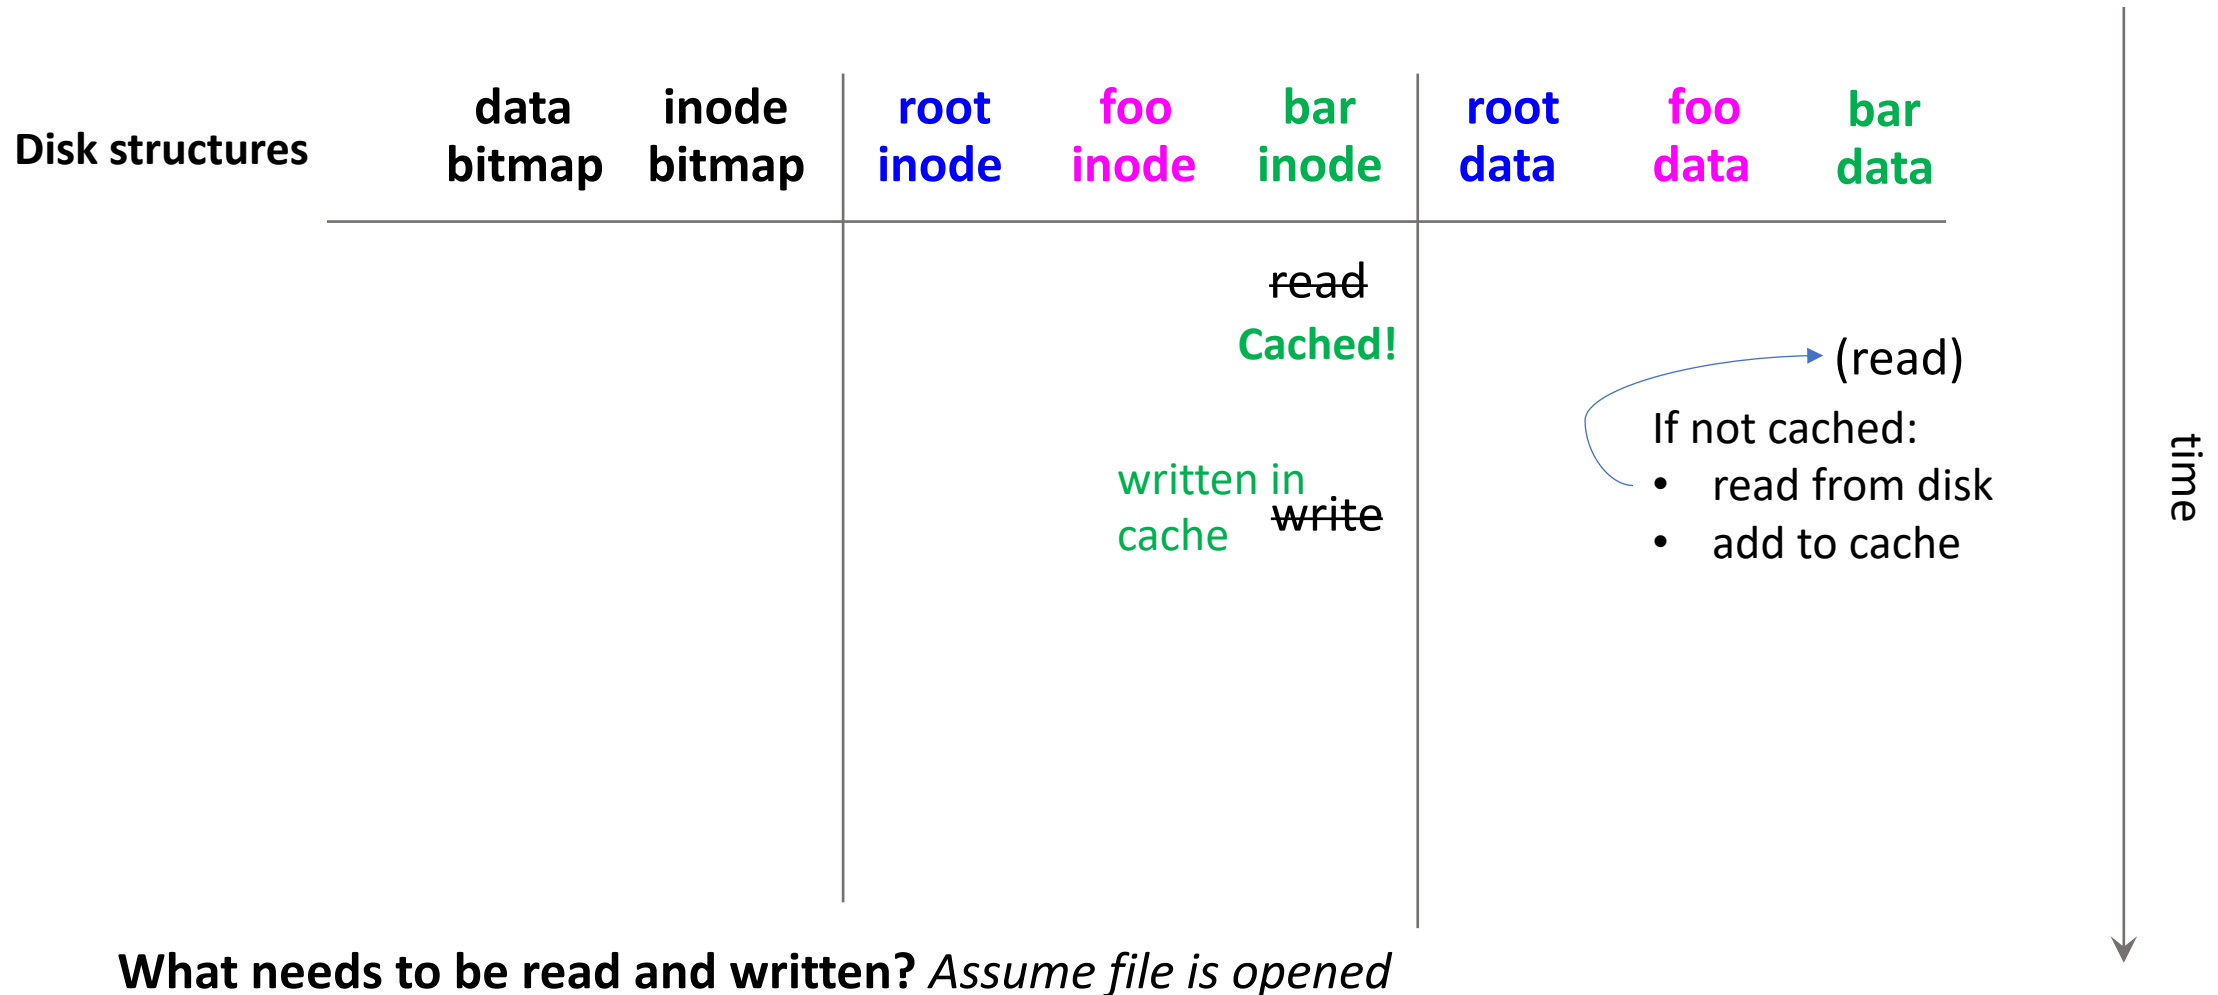 Disk structures
data bitmap
inode bitmap
root inode
foo inode
bar inode
root data
foo data
bar data
read
Cached!
(read)
If not cached:
• read from disk
• add to cache
written in
cache
write
time
What needs to be read and written? Assume file is opened